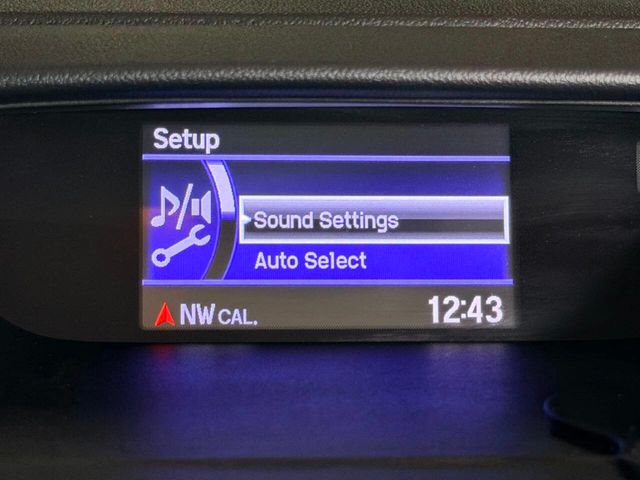 Setup
Sound Settings
Auto Select
NW CAL. 12:43